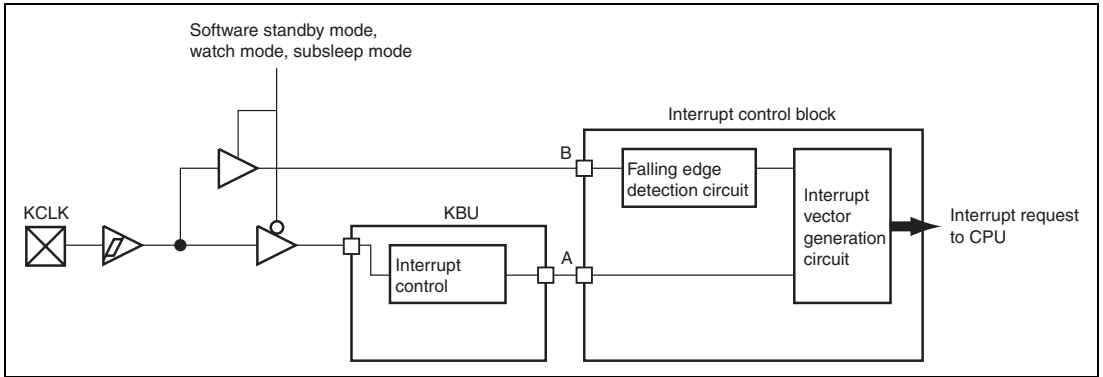 Software standby mode,
watch mode, subsleep mode
Interrupt control block
B
Falling edge
detection circuit
KCLK
KBU
Interrupt
vector
generation
circuit
Interrupt request
to CPU
A
Interrupt
control